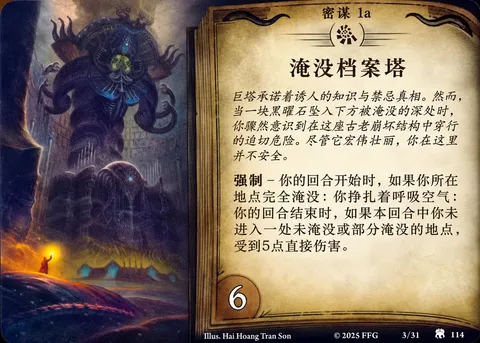 密谋 1a
淹没档案塔
巨塔承诺着诱人的知识与禁忌真相。然而,
当一块黑曜石坠入下方被淹没的深处时,
你骤然意识到在这座古老崩坏结构中穿行
的迫切危险。尽管它宏伟壮丽,你在这里
并不安全。
强制 – 你的回合开始时,如果你所在
地点完全淹没:你挣扎着呼吸空气:
你的回合结束时,如果本回合中你未
进入一处未淹没或部分淹没的地点,
受到5点直接伤害。
6
Illus. Hai Hoang Tran Son
© 2025 FFG
3/31
114